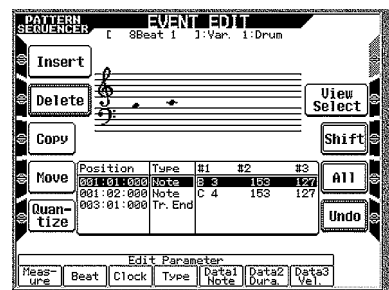 PATTERN SEQUENCER EVENT EDIT
[ 8Beat 1 ]:Var. 1:Drum
Insert
Delete
View Select
Copy
Shift
Move
All
Quan-tize
Undo
Position Type #1 #2 #3
001:01:000 Note B 3 153 127
001:02:000 Note C 4 153 127
003:01:000 Tr.End
Edit Parameter
Meas-ure Beat Clock Type Data1 Note Data2 Dura. Data3 Vel.